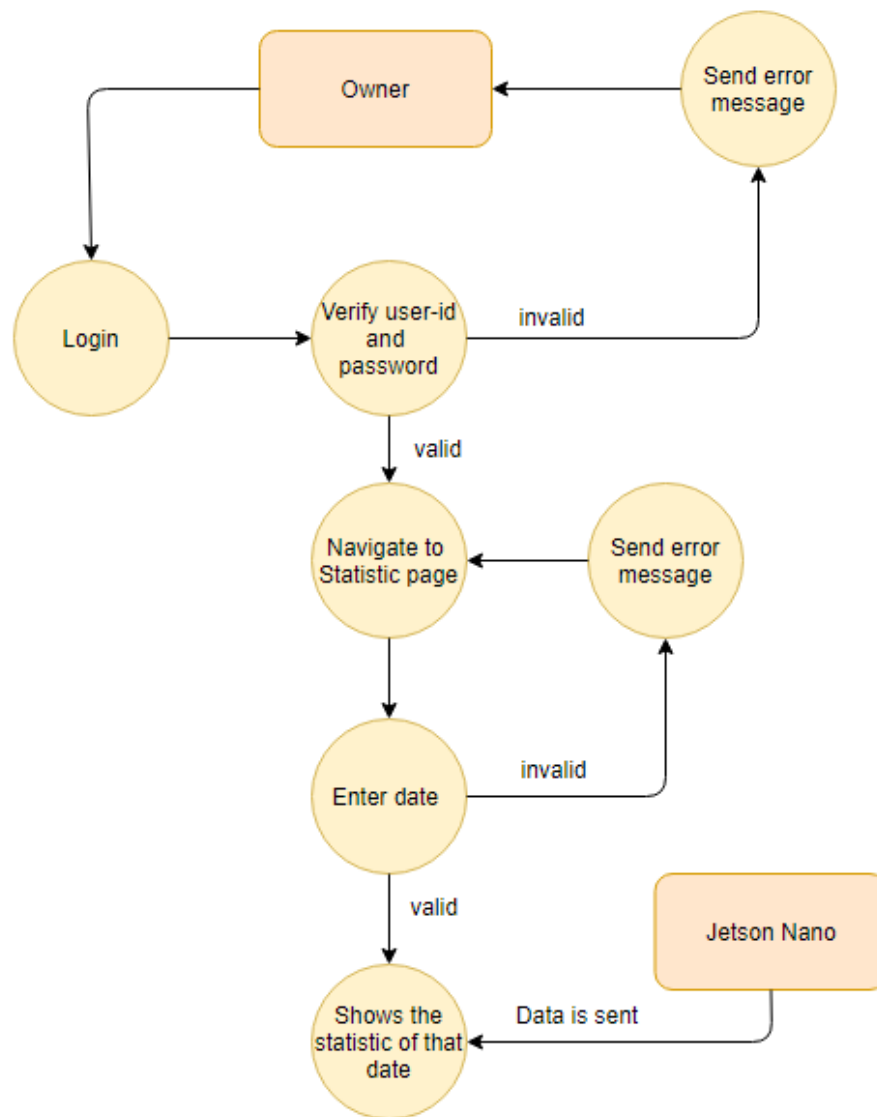 Owner
Send error
message
Login
Verify user-id
and
password
invalid
valid
Navigate to
Statistic page
Send error
message
Enter date
invalid
valid
Jetson Nano
Shows the
statistic of that
date
Data is sent